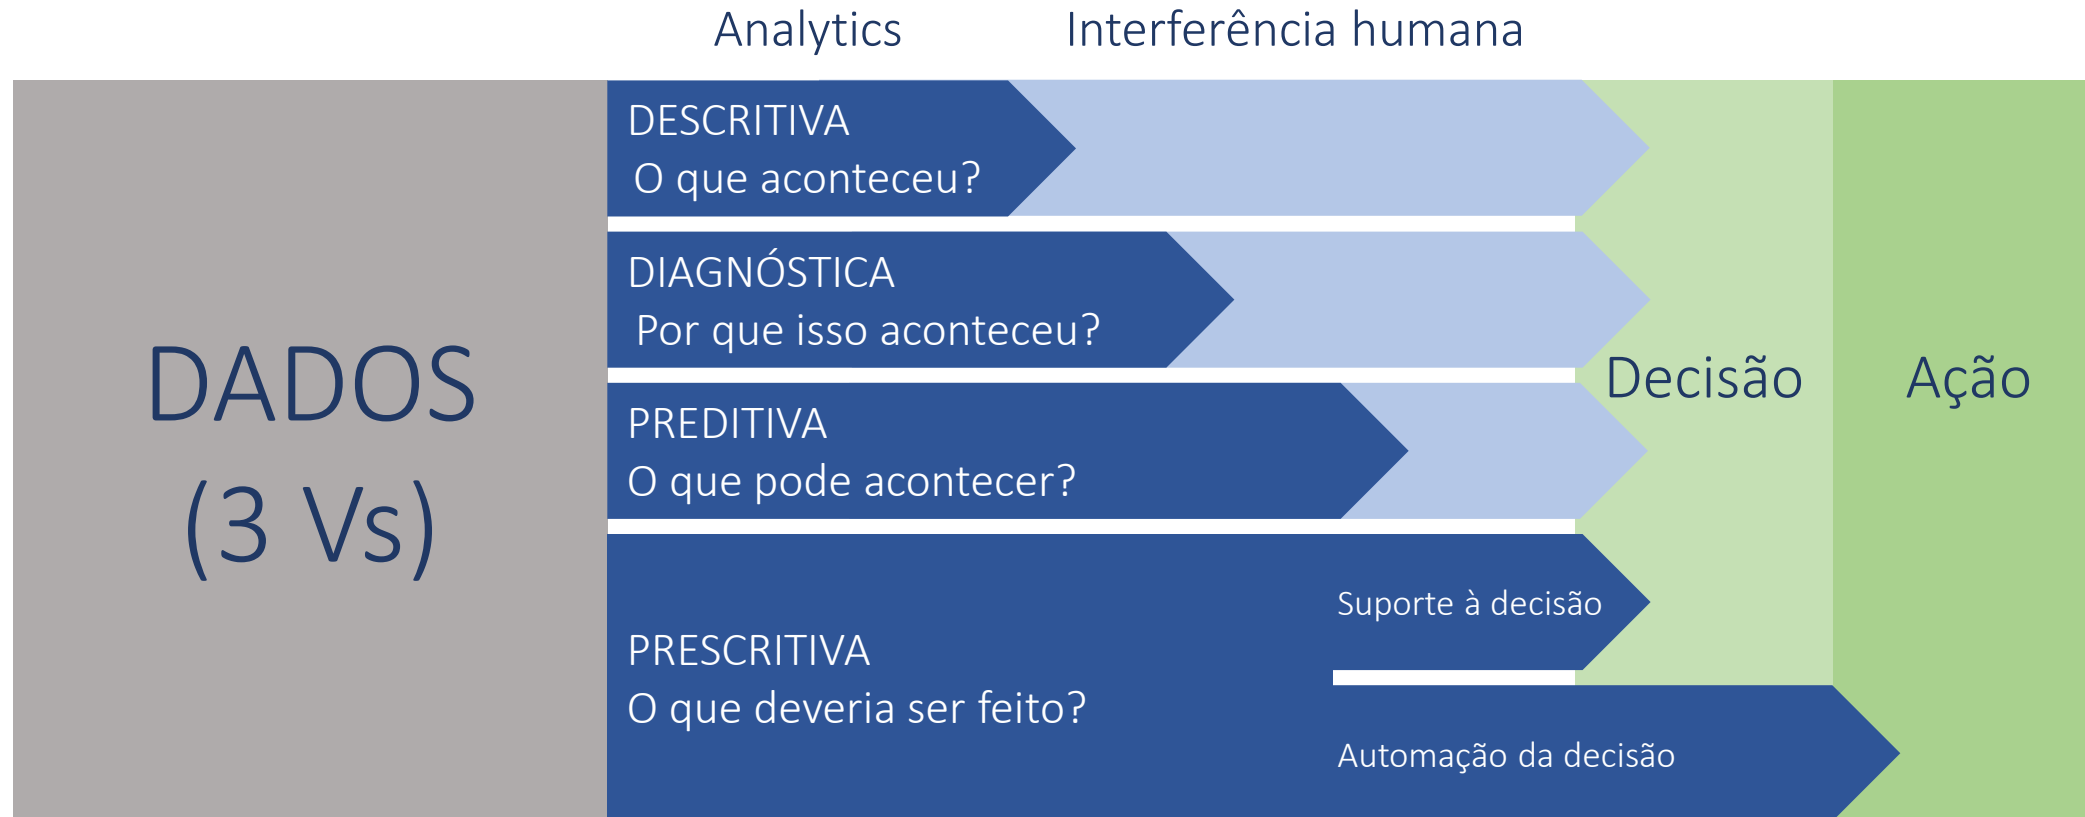 Analytics
Interferência humana
DADOS
(3 Vs)
DESCRITIVA
O que aconteceu?
DIAGNÓSTICA
Por que isso aconteceu?
PREDITIVA
O que pode acontecer?
PRESCRITIVA
O que deveria ser feito?
Suporte à decisão
Automação da decisão
Decisão
Ação